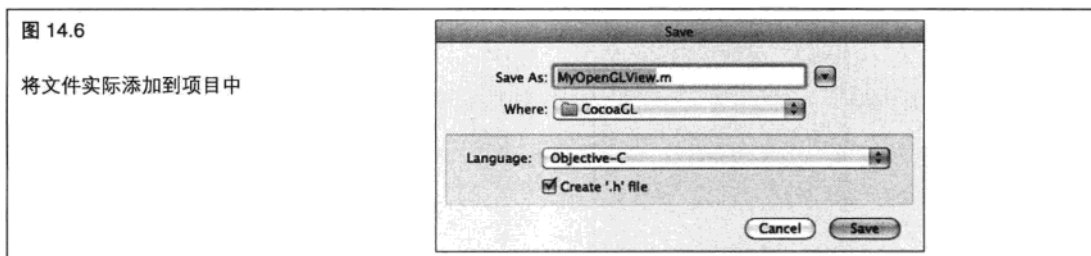 图 14.6
将文件实际添加到项目中
Save
Save As: MyOpenGLView.m
Where: CocoaGL
Language: Objective-C
Create '.h' file
Cancel Save